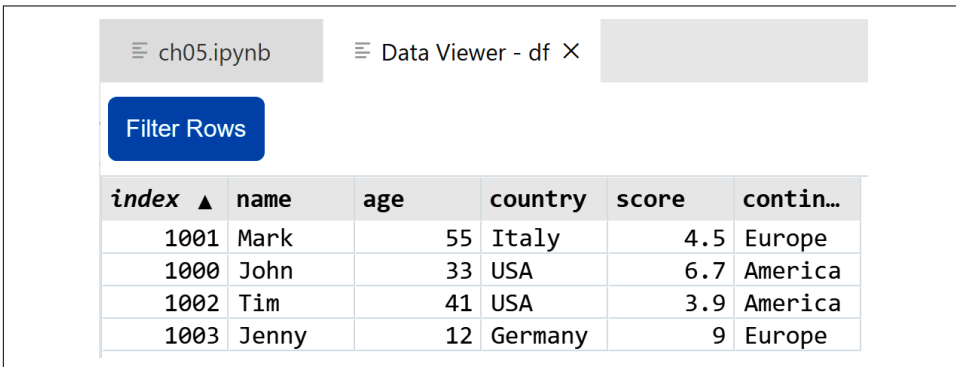 ch05.ipynb Data Viewer - df ×
Filter Rows
index ▲ name age country score contin…
1001 Mark 55 Italy 4.5 Europe
1000 John 33 USA 6.7 America
1002 Tim 41 USA 3.9 America
1003 Jenny 12 Germany 9 Europe